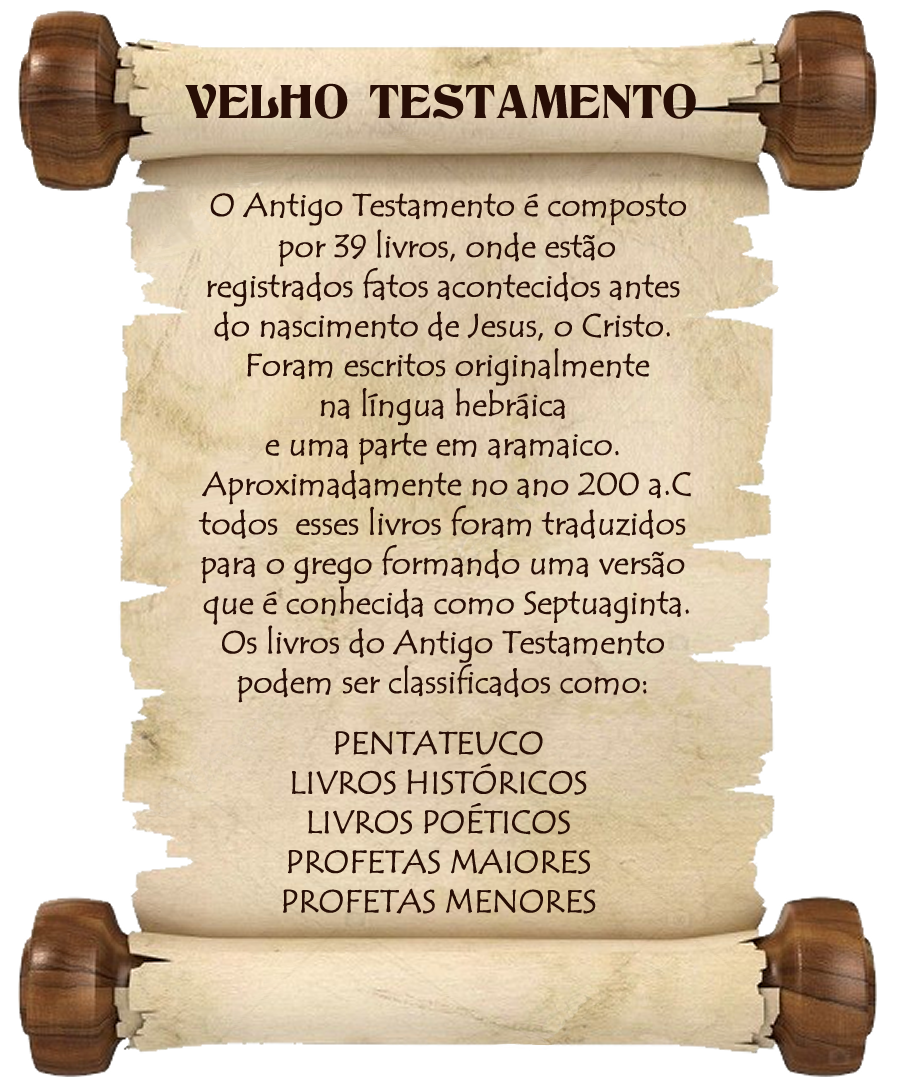 VELHO TESTAMENTO
O Antigo Testamento é composto
por 39 livros, onde estão
registrados fatos acontecidos antes
do nascimento de Jesus, o Cristo.
Foram escritos originalmente
na língua hebráica
e uma parte em aramaico.
Aproximadamente no ano 200 a.C
todos esses livros foram traduzidos
para o grego formando uma versão
que é conhecida como Septuaginta.
Os livros do Antigo Testamento
podem ser classificados como:
PENTATEUCO
LIVROS HISTÓRICOS
LIVROS POÉTICOS
PROFETAS MAIORES
PROFETAS MENORES